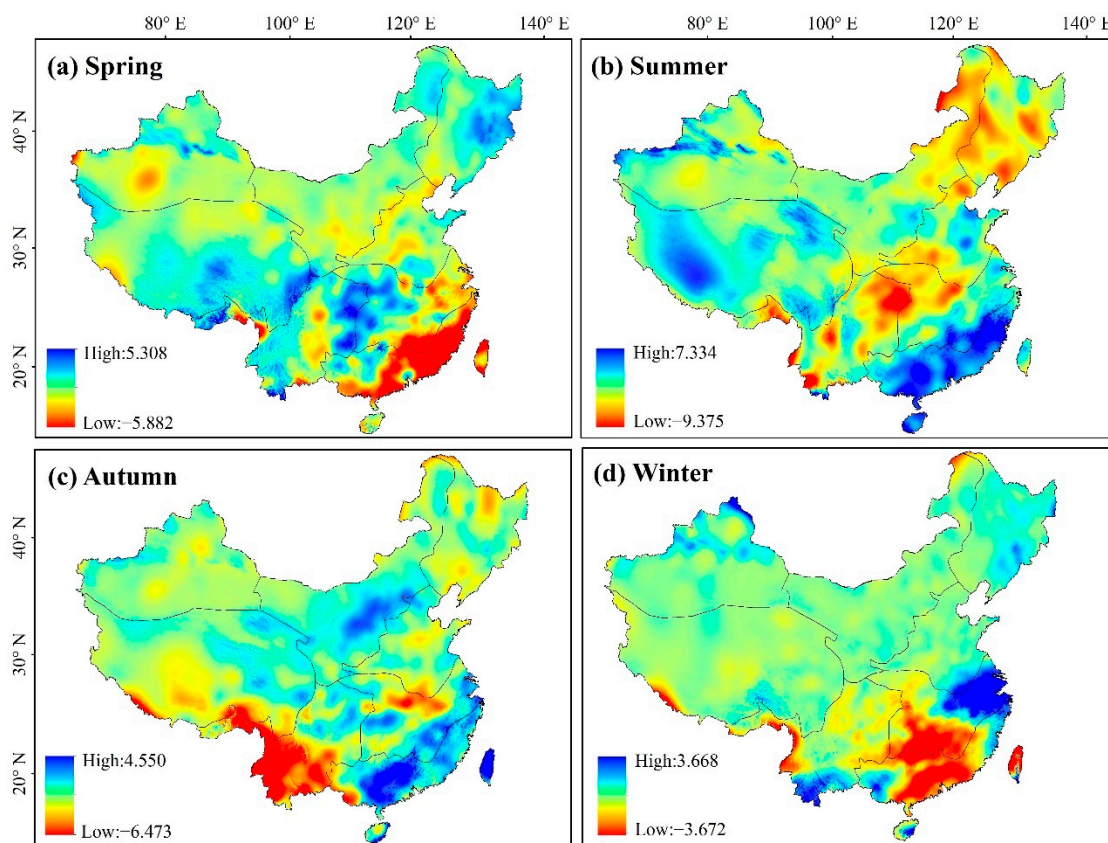 80° E 100° E 120° E 140° E 80° E 100° E 120° E 140° E
(a) Spring
(b) Summer
40° N
30° N
20° N
High:5.308
Low:−5.882
High:7.334
Low:−9.375
(c) Autumn
(d) Winter
40° N
30° N
20° N
High:4.550
Low:−6.473
High:3.668
Low:−3.672